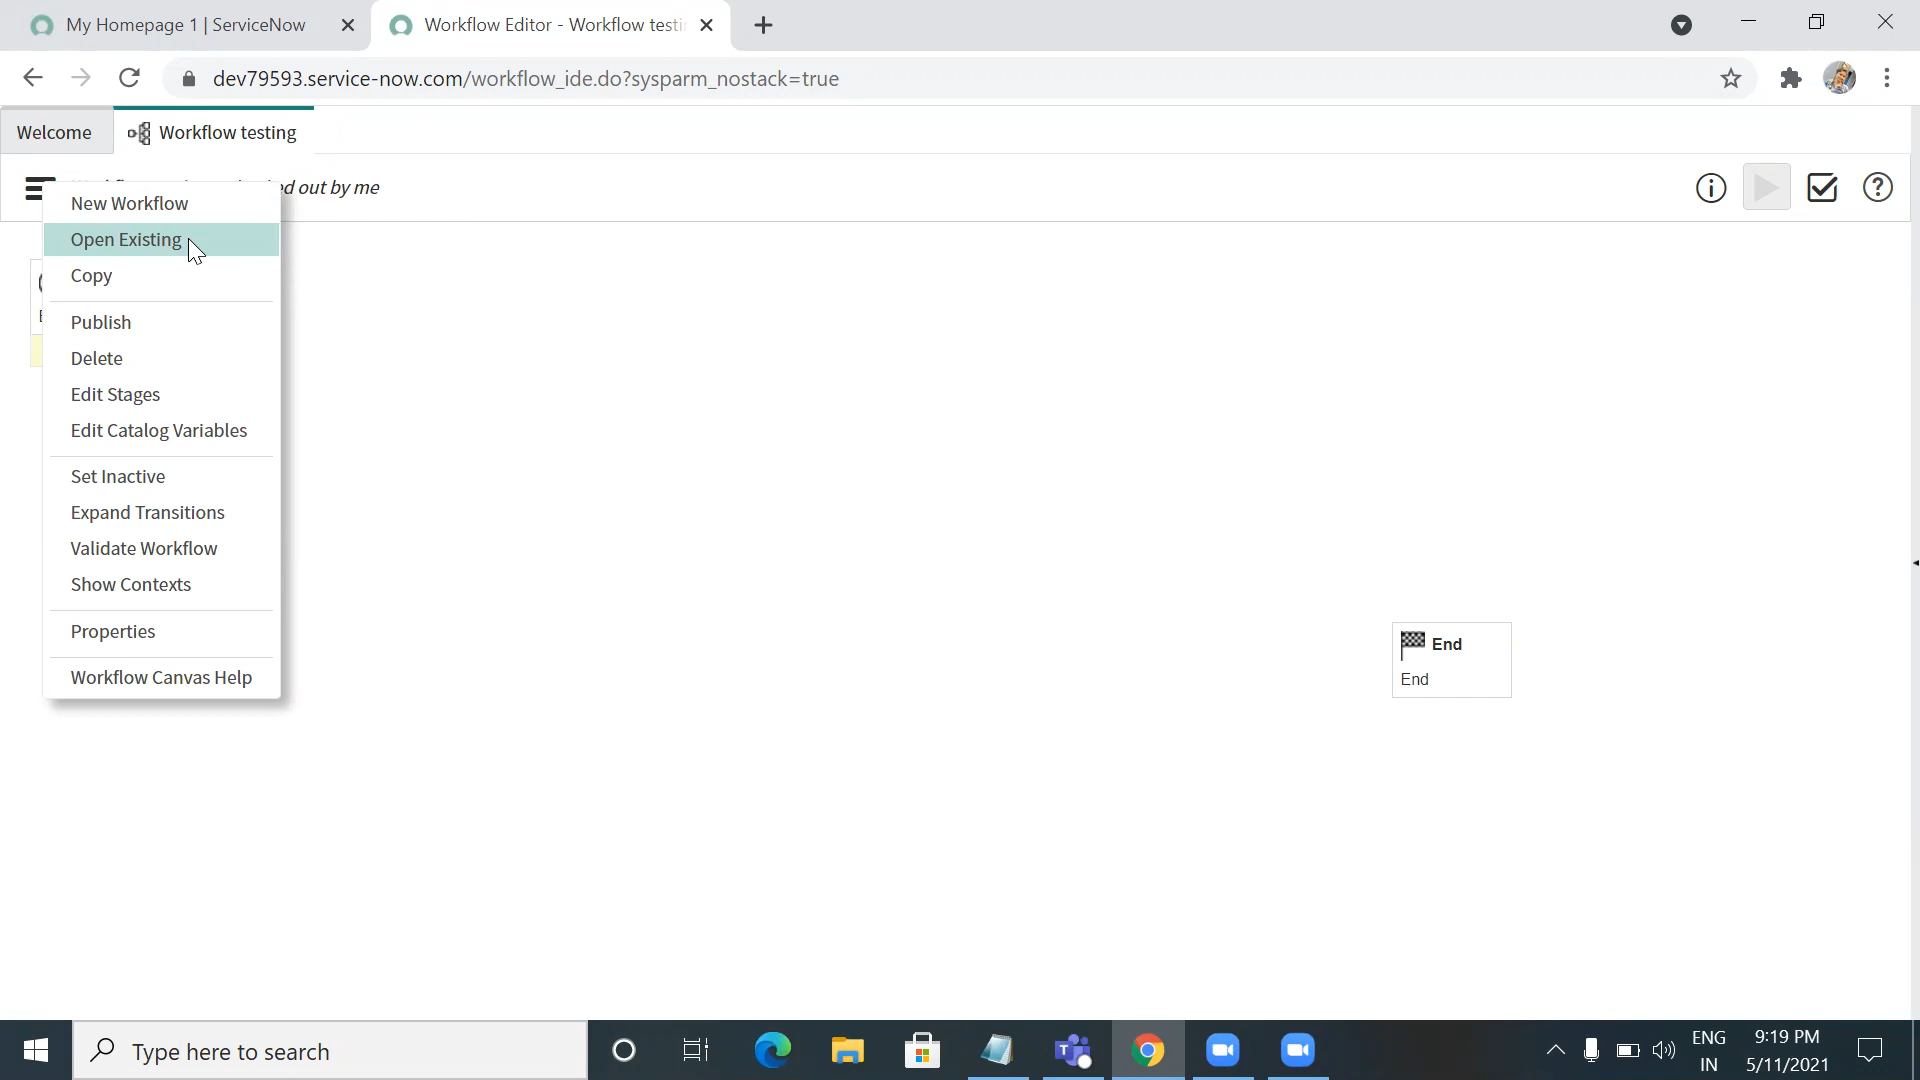 My Homepage 1 | ServiceNow
Workflow Editor - Workflow testin
dev79593.service-now.com/workflow_ide.do?sysparm_nostack=true
Welcome
Workflow testing
ed out by me
New Workflow
Open Existing
Copy
Publish
Delete
Edit Stages
Edit Catalog Variables
Set Inactive
Expand Transitions
Validate Workflow
Show Contexts
Properties
Workflow Canvas Help
End
End
Type here to search
ENG
IN
9:19 PM
5/11/2021